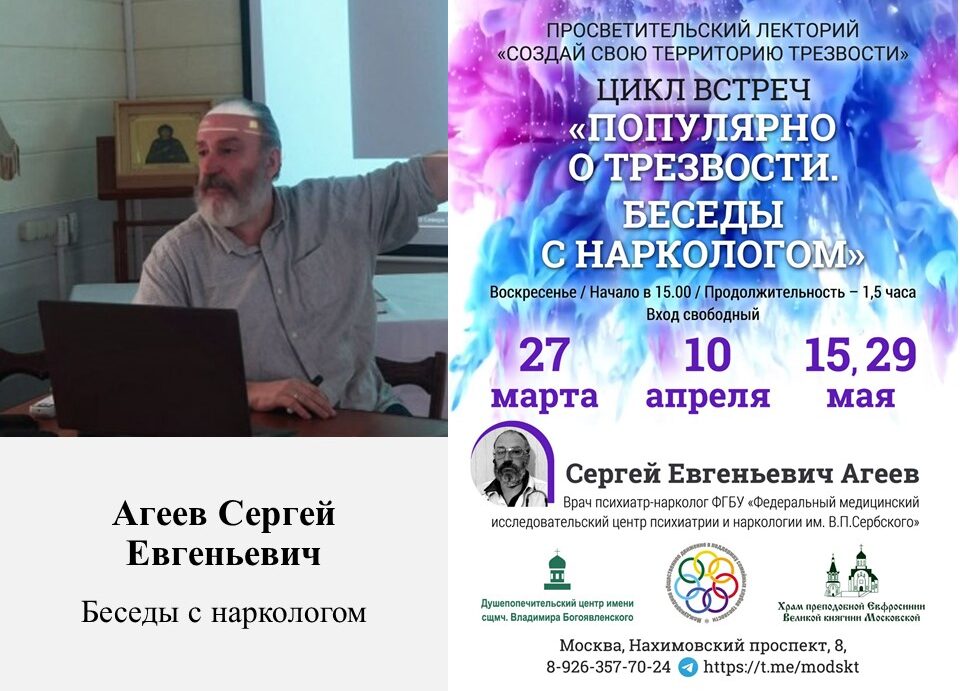 Агеев Сергей
Евгеньевич
Беседы с наркологом
ПРОСВЕТИТЕЛЬСКИЙ ЛЕКТОРИЙ
«СОЗДАЙ СВОЮ ТЕРРИТОРИЮ ТРЕЗВОСТИ»
ЦИКЛ ВСТРЕЧ
«ПОПУЛЯРНО
О ТРЕЗВОСТИ.
БЕСЕДЫ
С НАРКОЛОГОМ»
Воскресенье / Начало в 15.00 / Продолжительность – 1,5 часа
Вход свободный
27 10 15, 29
марта апреля мая
Сергей Евгеньевич Агеев
Врач психиатр-нарколог ФГБУ «Федеральный медицинский
исследовательский центр психиатрии и наркологии им. В.П.Сербского»
Душепопечительский центр имени
сщмч. Владимира Богоявленского
Храм преподобной Евфросинии
Великой княгини Московской
Москва, Нахимовский проспект, 8,
8-926-357-70-24 https://t.me/modskt